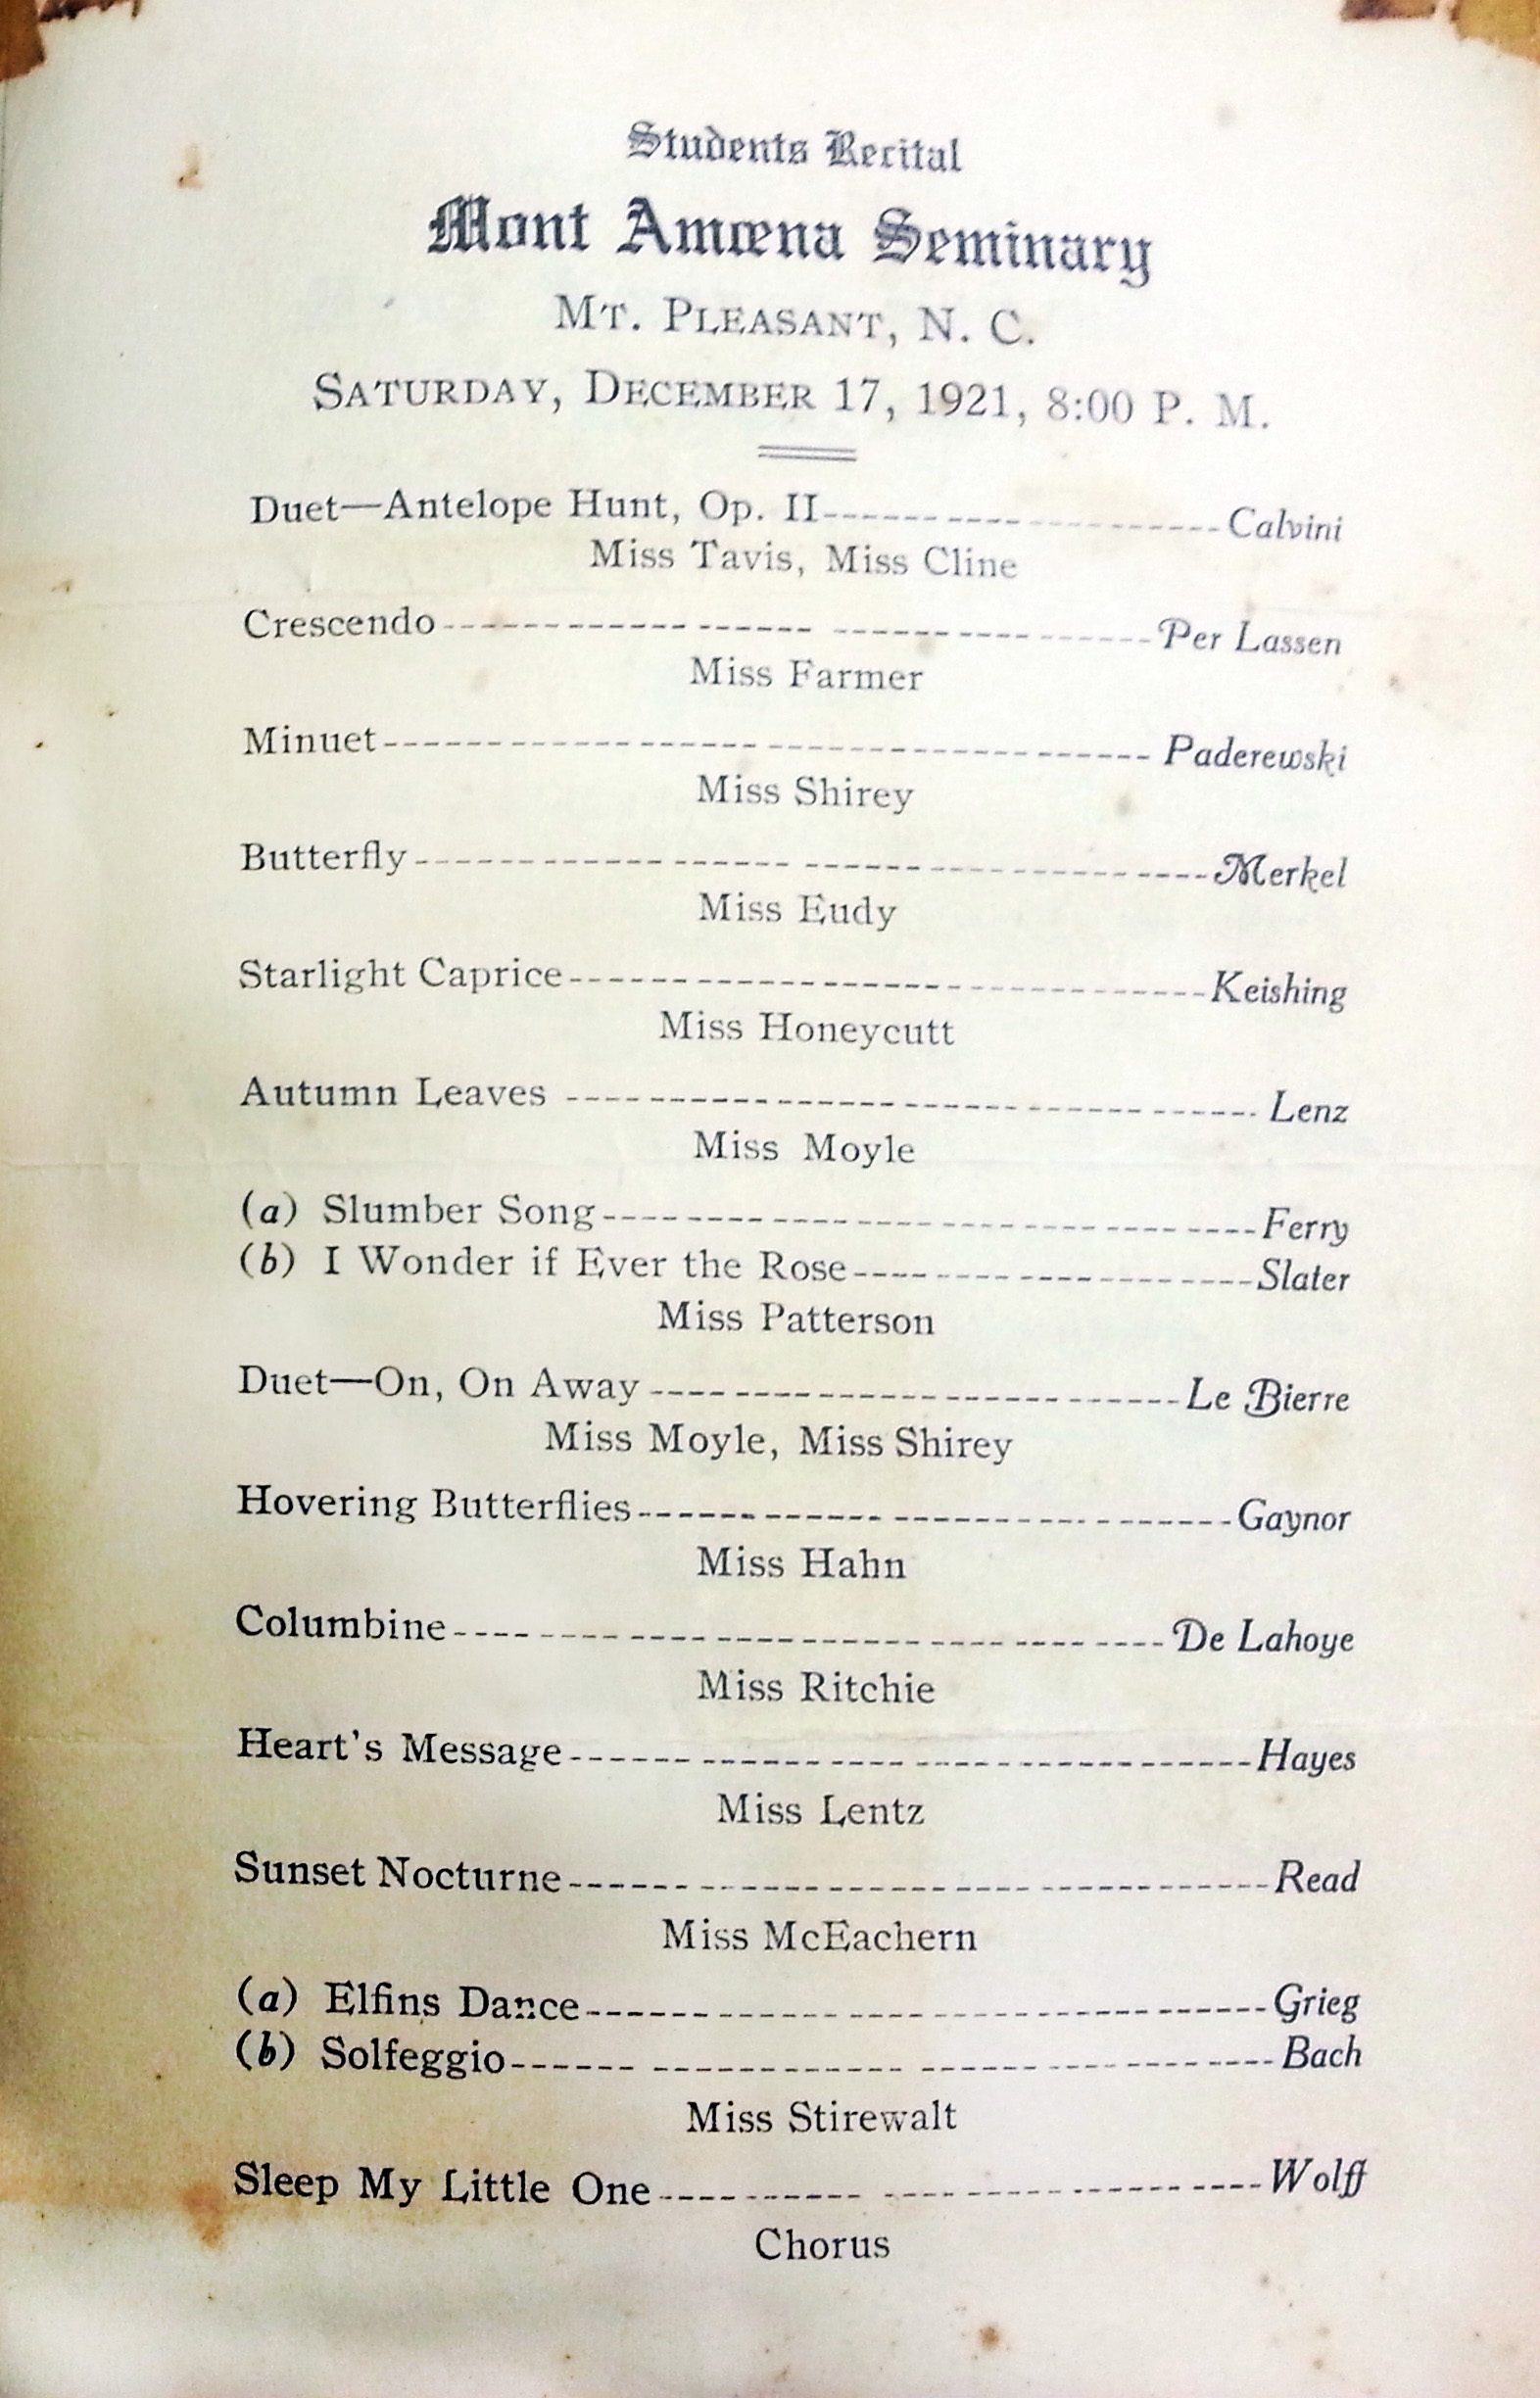 Students Recital
Mont Amœna Seminary
Mt. Pleasant, N. C.
Saturday, December 17, 1921, 8:00 P. M.
Duet—Antelope Hunt, Op. II Calvini
Miss Tavis, Miss Cline
Crescendo Per Lassen
Miss Farmer
Minuet Paderewski
Miss Shirey
Butterfly Merkel
Miss Eudy
Starlight Caprice Keishing
Miss Honeycutt
Autumn Leaves Lenz
Miss Moyle
(a) Slumber Song Ferry
(b) I Wonder if Ever the Rose Slater
Miss Patterson
Duet—On, On Away Le Bierre
Miss Moyle, Miss Shirey
Hovering Butterflies Gaynor
Miss Hahn
Columbine De Lahoye
Miss Ritchie
Heart's Message Hayes
Miss Lentz
Sunset Nocturne Read
Miss McEachern
(a) Elfins Dance Grieg
(b) Solfeggio Bach
Miss Stirewalt
Sleep My Little One Wolff
Chorus